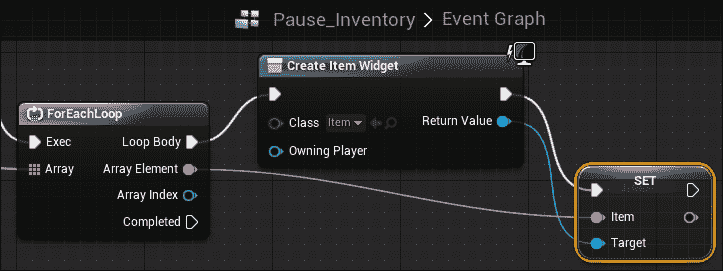 Pause_Inventory > Event Graph
Create Item Widget
Class Item
Return Value
Owning Player
ForEachLoop
Exec Loop Body
Array Array Element
Array Index
Completed
SET
Item
Target